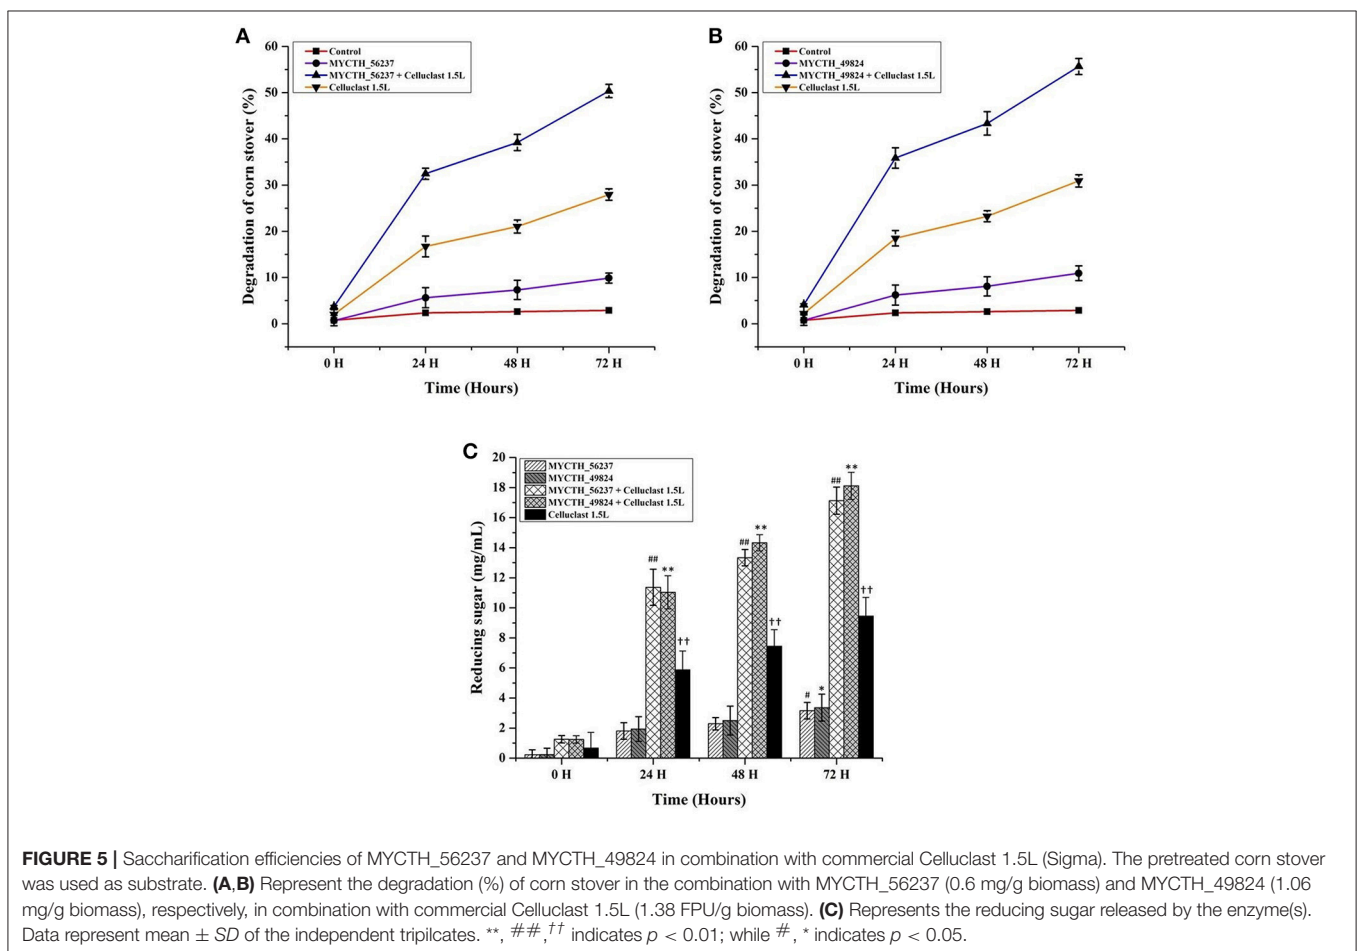 A
Control
MYCTH_56237
MYCTH_56237 + Celluclast 1.5L
Celluclast 1.5L
60
50
40
30
20
10
0
Degradation of corn stover (%)
0 H 24 H 48 H 72 H
Time (Hours)
B
Control
MYCTH_49824
MYCTH_49824 + Celluclast 1.5L
Celluclast 1.5L
60
50
40
30
20
10
0
Degradation of corn stover (%)
0 H 24 H 48 H 72 H
Time (Hours)
C
MYCTH_56237
MYCTH_49824
MYCTH_56237 + Celluclast 1.5L
MYCTH_49824 + Celluclast 1.5L
Celluclast 1.5L
20
18
16
14
12
10
8
6
4
2
0
Reducing sugar (mg/mL)
## ** ††
## ** ††
# * ## ** ††
0 H 24 H 48 H 72 H
Time (Hours)
FIGURE 5 | Saccharification efficiencies of MYCTH_56237 and MYCTH_49824 in combination with commercial Celluclast 1.5L (Sigma). The pretreated corn stover
was used as substrate. (A,B) Represent the degradation (%) of corn stover in the combination with MYCTH_56237 (0.6 mg/g biomass) and MYCTH_49824 (1.06
mg/g biomass), respectively, in combination with commercial Celluclast 1.5L (1.38 FPU/g biomass). (C) Represents the reducing sugar released by the enzyme(s).
Data represent mean ± SD of the independent tripilcates. **, ##,†† indicates p < 0.01; while #, * indicates p < 0.05.